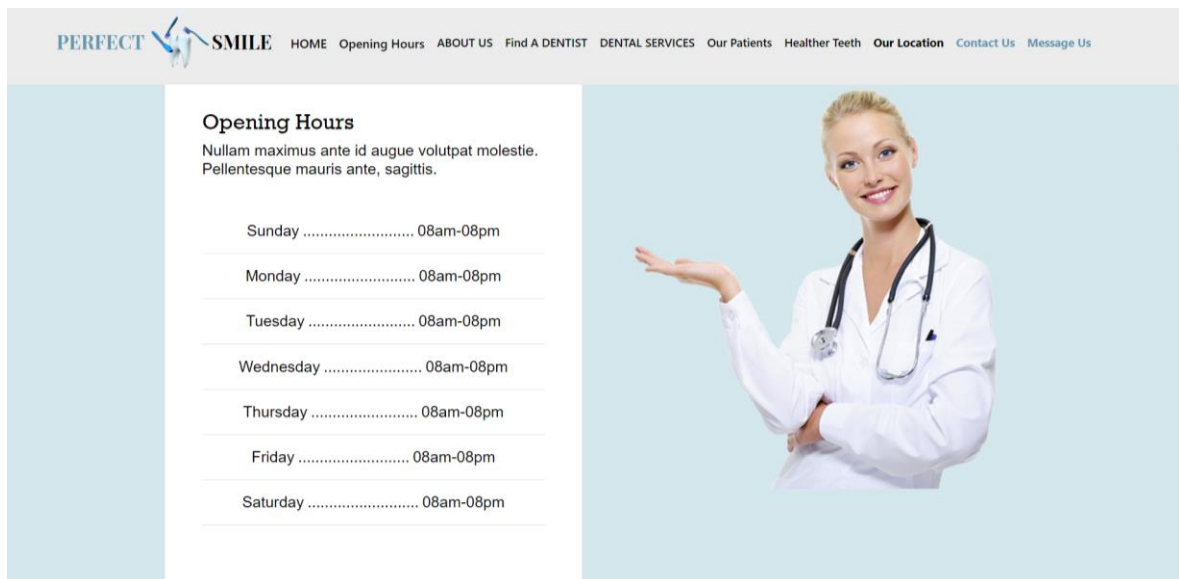 PERFECT SMILE HOME Opening Hours ABOUT US Find A DENTIST DENTAL SERVICES Our Patients Healther Teeth Our Location Contact Us Message Us
Opening Hours
Nullam maximus ante id augue volutpat molestie.
Pellentesque mauris ante, sagittis.
Sunday .......................... 08am-08pm
Monday .......................... 08am-08pm
Tuesday ......................... 08am-08pm
Wednesday ....................... 08am-08pm
Thursday ......................... 08am-08pm
Friday .......................... 08am-08pm
Saturday .......................... 08am-08pm